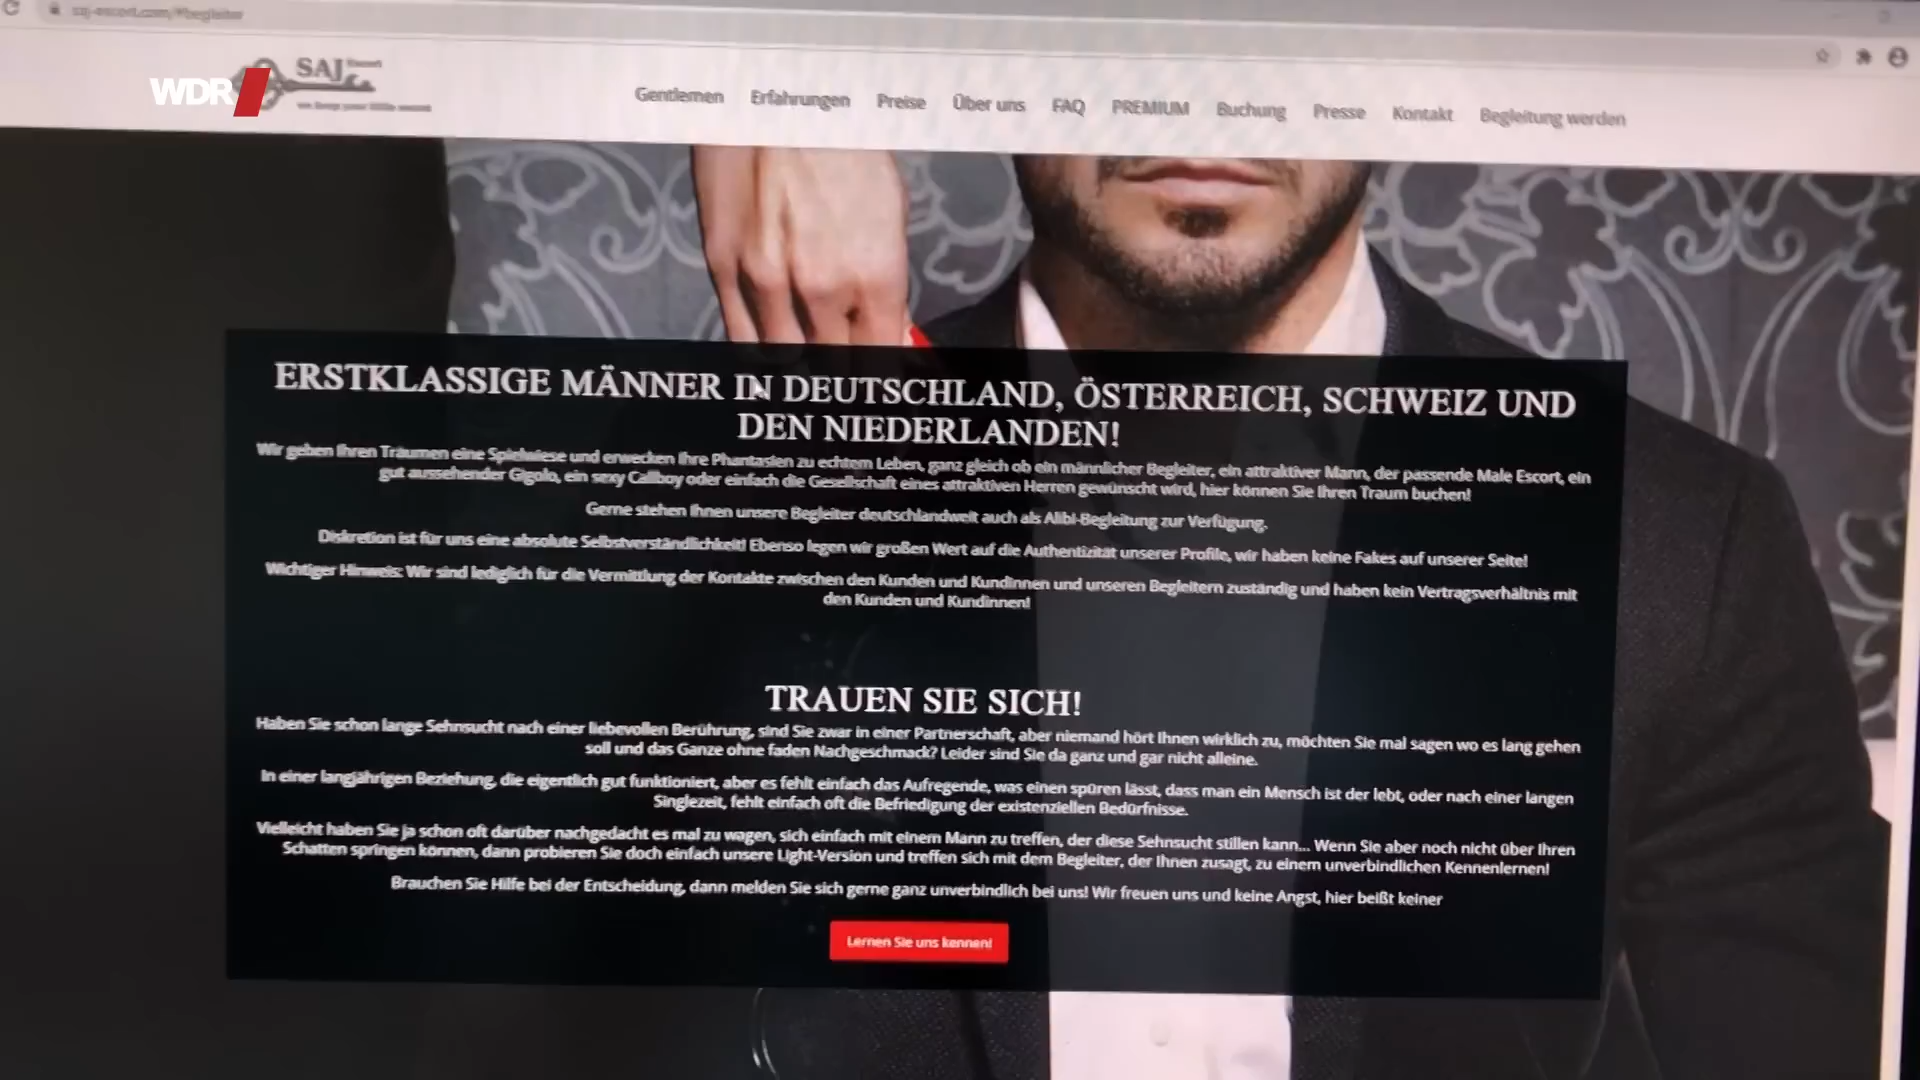 saj-escort.com/#begleiter
WDR
SAJ Escort
we keep your little secret
Gentlemen Erfahrungen Preise Über uns FAQ PREMIUM Buchung Presse Kontakt Begleitung werden
ERSTKLASSIGE MÄNNER IN DEUTSCHLAND, ÖSTERREICH, SCHWEIZ UND
DEN NIEDERLANDEN!
Wir geben Ihren Träumen eine Spielwiese und erwecken Ihre Phantasien zu echtem Leben, ganz gleich ob ein männlicher Begleiter, ein attraktiver Mann, der passende Male Escort, ein
gut aussehender Gigolo, ein sexy Callboy oder einfach die Gesellschaft eines attraktiven Herren gewünscht wird, hier können Sie Ihren Traum buchen!
Gerne stehen Ihnen unsere Begleiter deutschlandweit auch als Alibi-Begleitung zur Verfügung.
Diskretion ist für uns eine absolute Selbstverständlichkeit! Ebenso legen wir großen Wert auf die Authentizität unserer Profile, wir haben keine Fakes auf unserer Seite!
Wichtiger Hinweis: Wir sind lediglich für die Vermittlung der Kontakte zwischen den Kunden und Kundinnen und unseren Begleitern zuständig und haben kein Vertragsverhältnis mit
den Kunden und Kundinnen!
TRAUEN SIE SICH!
Haben Sie schon lange Sehnsucht nach einer liebevollen Berührung, sind Sie zwar in einer Partnerschaft, aber niemand hört Ihnen wirklich zu, möchten Sie mal sagen wo es lang gehen
soll und das Ganze ohne faden Nachgeschmack? Leider sind Sie da ganz und gar nicht alleine.
In einer langjährigen Beziehung, die eigentlich gut funktioniert, aber es fehlt einfach das Aufregende, was einen spüren lässt, dass man ein Mensch ist der lebt, oder nach einer langen
Singlezeit, fehlt einfach oft die Befriedigung der existenziellen Bedürfnisse.
Vielleicht haben Sie ja schon oft darüber nachgedacht es mal zu wagen, sich einfach mit einem Mann zu treffen, der diese Sehnsucht stillen kann... Wenn Sie aber noch nicht über Ihren
Schatten springen können, dann probieren Sie doch einfach unsere Light-Version und treffen sich mit dem Begleiter, der Ihnen zusagt, zu einem unverbindlichen Kennenlernen!
Brauchen Sie Hilfe bei der Entscheidung, dann melden Sie sich gerne ganz unverbindlich bei uns! Wir freuen uns und keine Angst, hier beißt keiner
Lernen Sie uns kennen!